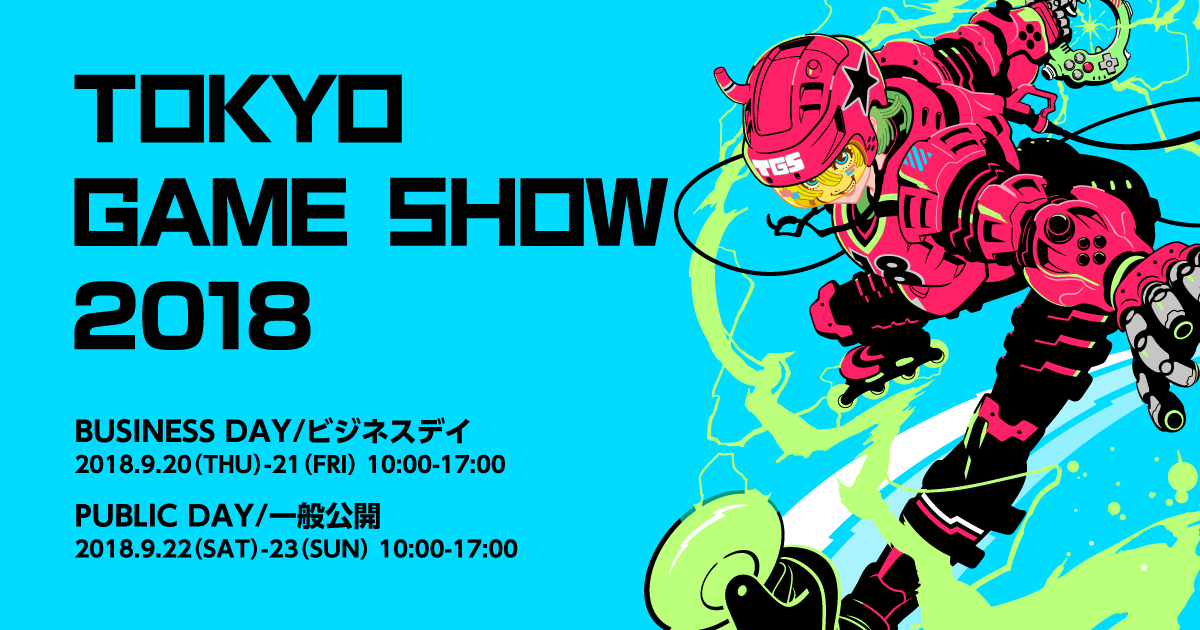 TOKYO
GAME SHOW
2018
BUSINESS DAY/ビジネスデイ
2018.9.20(THU)-21(FRI) 10:00-17:00
PUBLIC DAY/一般公開
2018.9.22(SAT)-23(SUN) 10:00-17:00
TGS
18